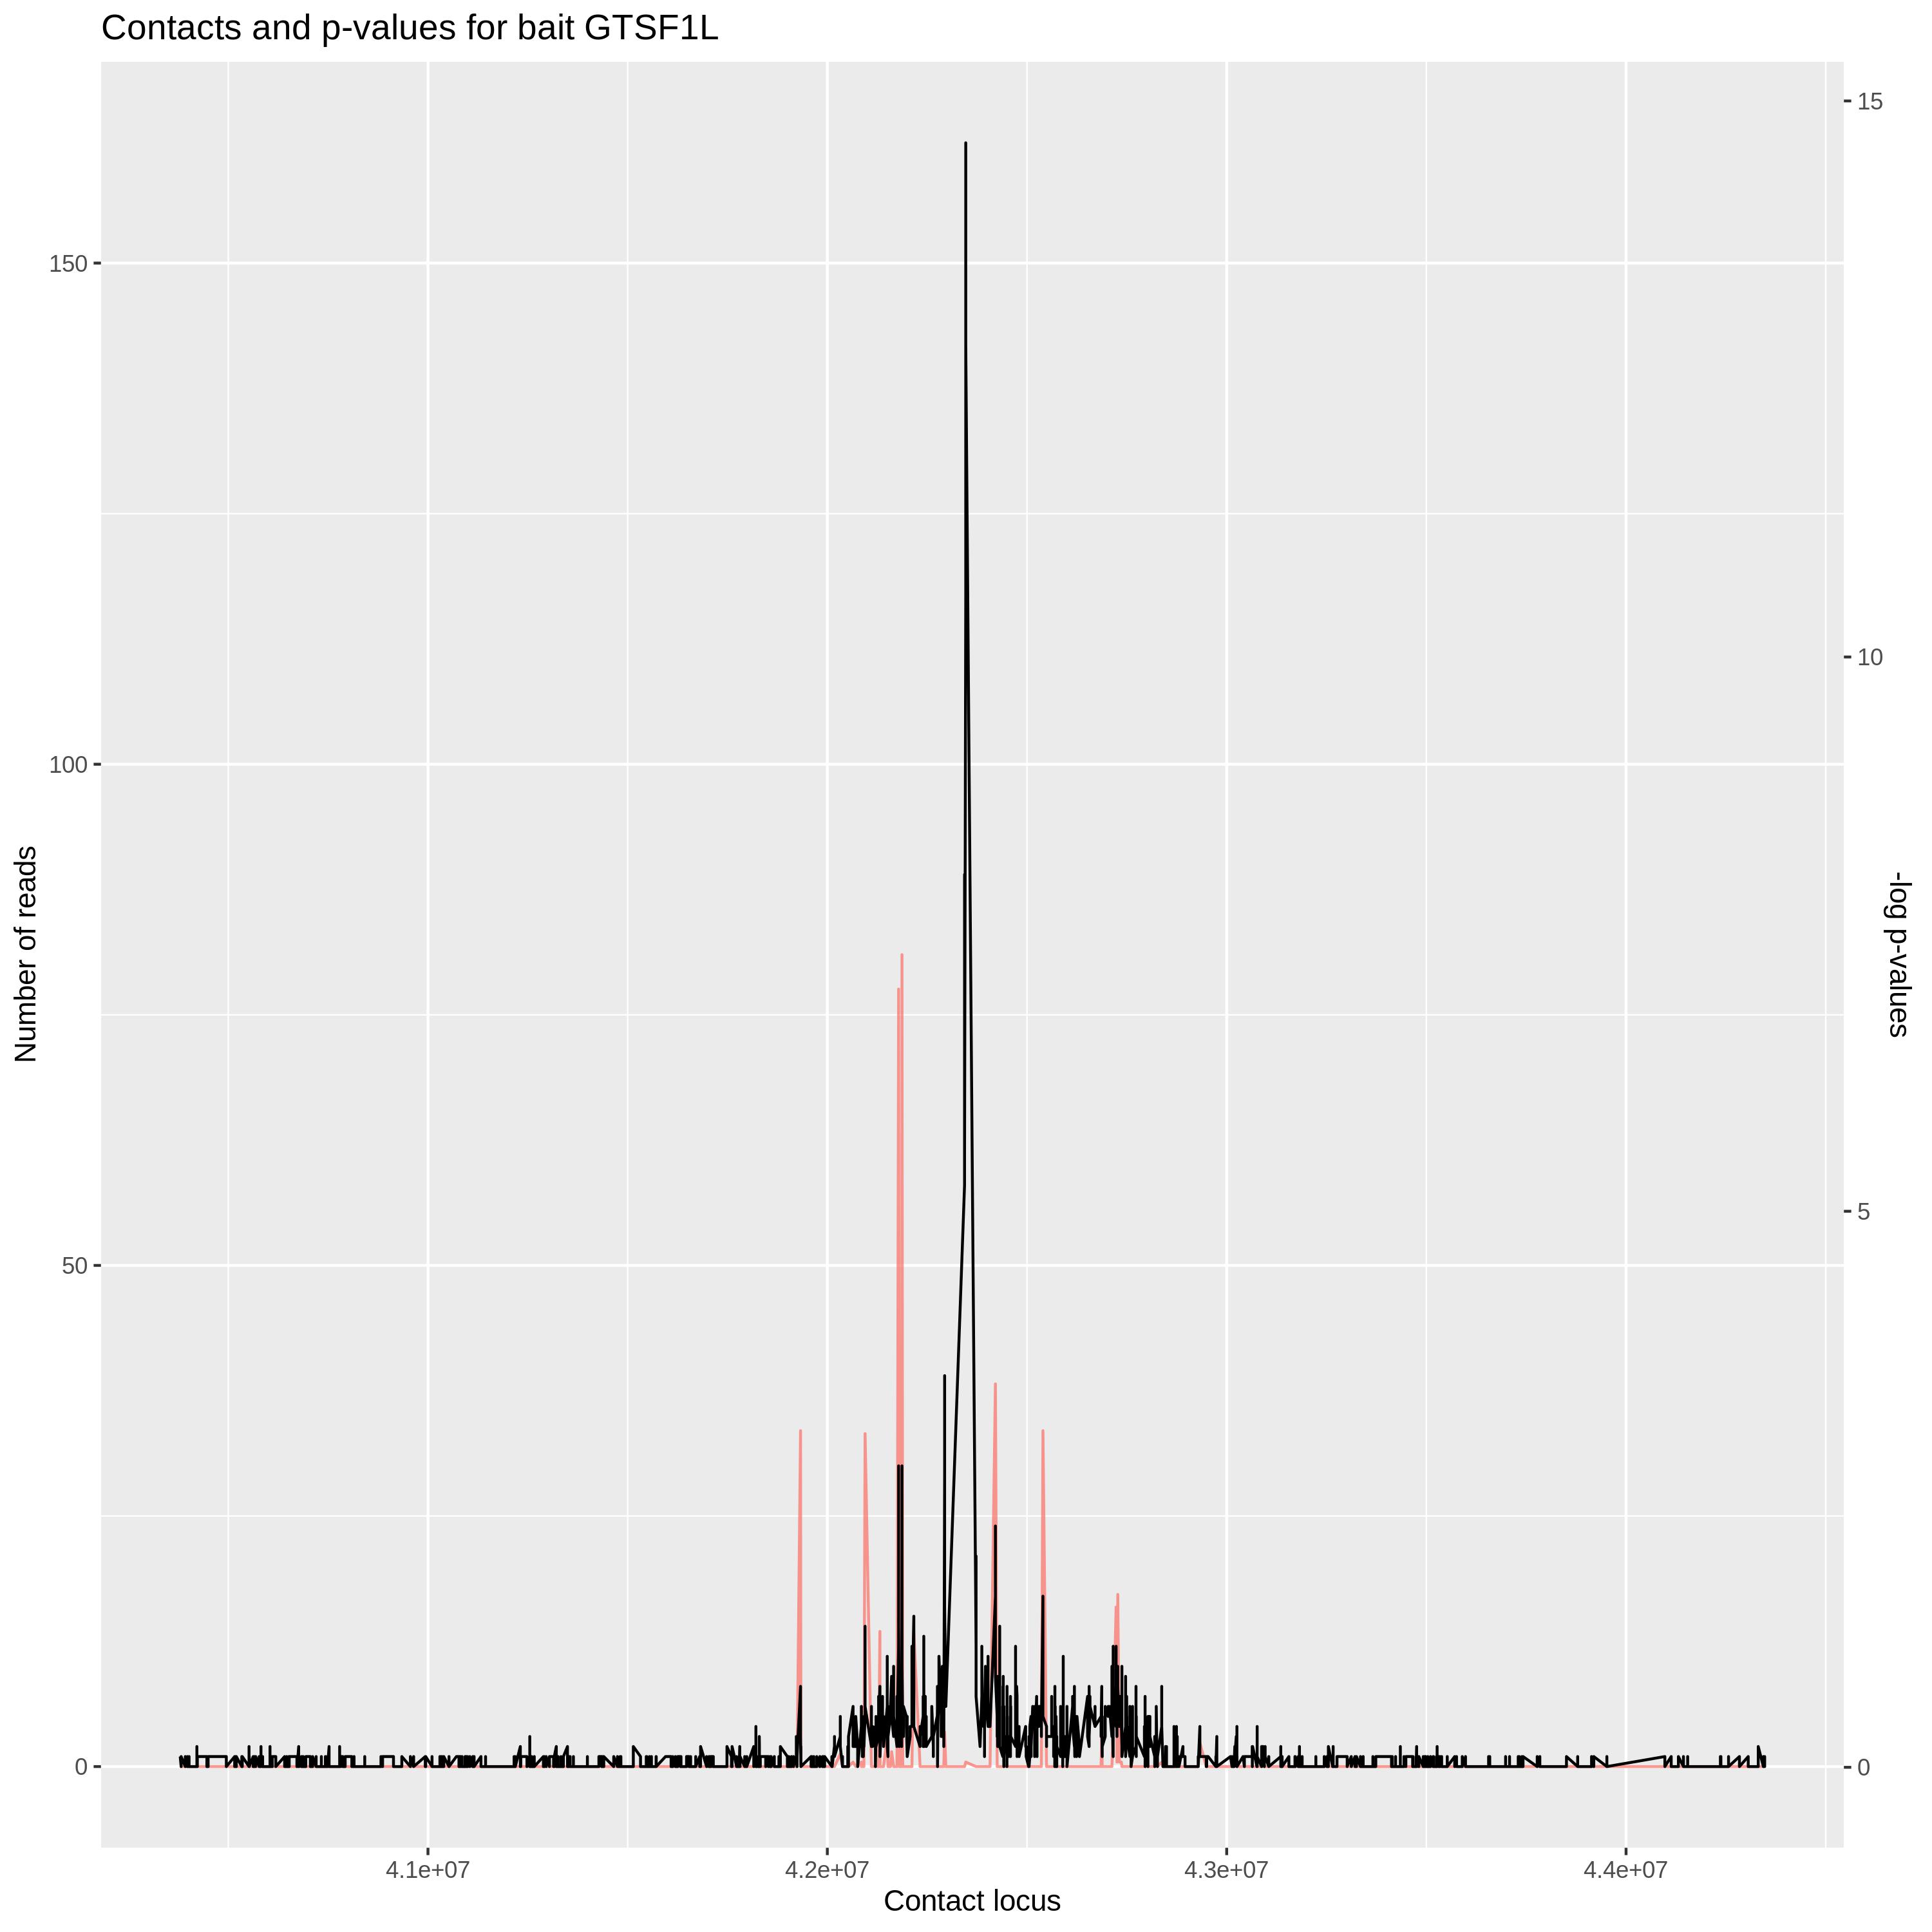 Contacts and p-values for bait GTSF1L
150
100
50
0
Number of reads
15
10
5
0
-log p-values
4.1e+07
4.2e+07
4.3e+07
4.4e+07
Contact locus